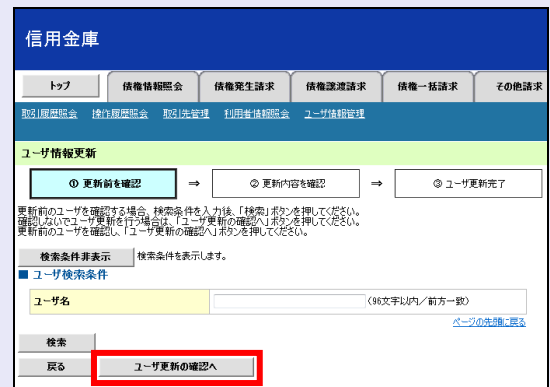 信用金庫
トップ 債権情報照会 債権発生請求 債権譲渡請求 債権一括請求 その他請求
取引履歴照会 操作履歴照会 取引先管理 利用者情報照会 ユーザ情報管理
ユーザ情報更新
① 更新前を確認 ⇒ ② 更新内容を確認 ⇒ ③ ユーザ更新完了
更新前のユーザを確認する場合、検索条件を入力後、「検索」ボタンを押してください。
確認しないでユーザ更新を行う場合は、「ユーザ更新の確認へ」ボタンを押してください。
更新前のユーザを確認し、「ユーザ更新の確認へ」ボタンを押してください。
検索条件非表示 検索条件を表示します。
■ ユーザ検索条件
ユーザ名 (96文字以内／前方一致)
ページの先頭に戻る
検索
戻る ユーザ更新の確認へ